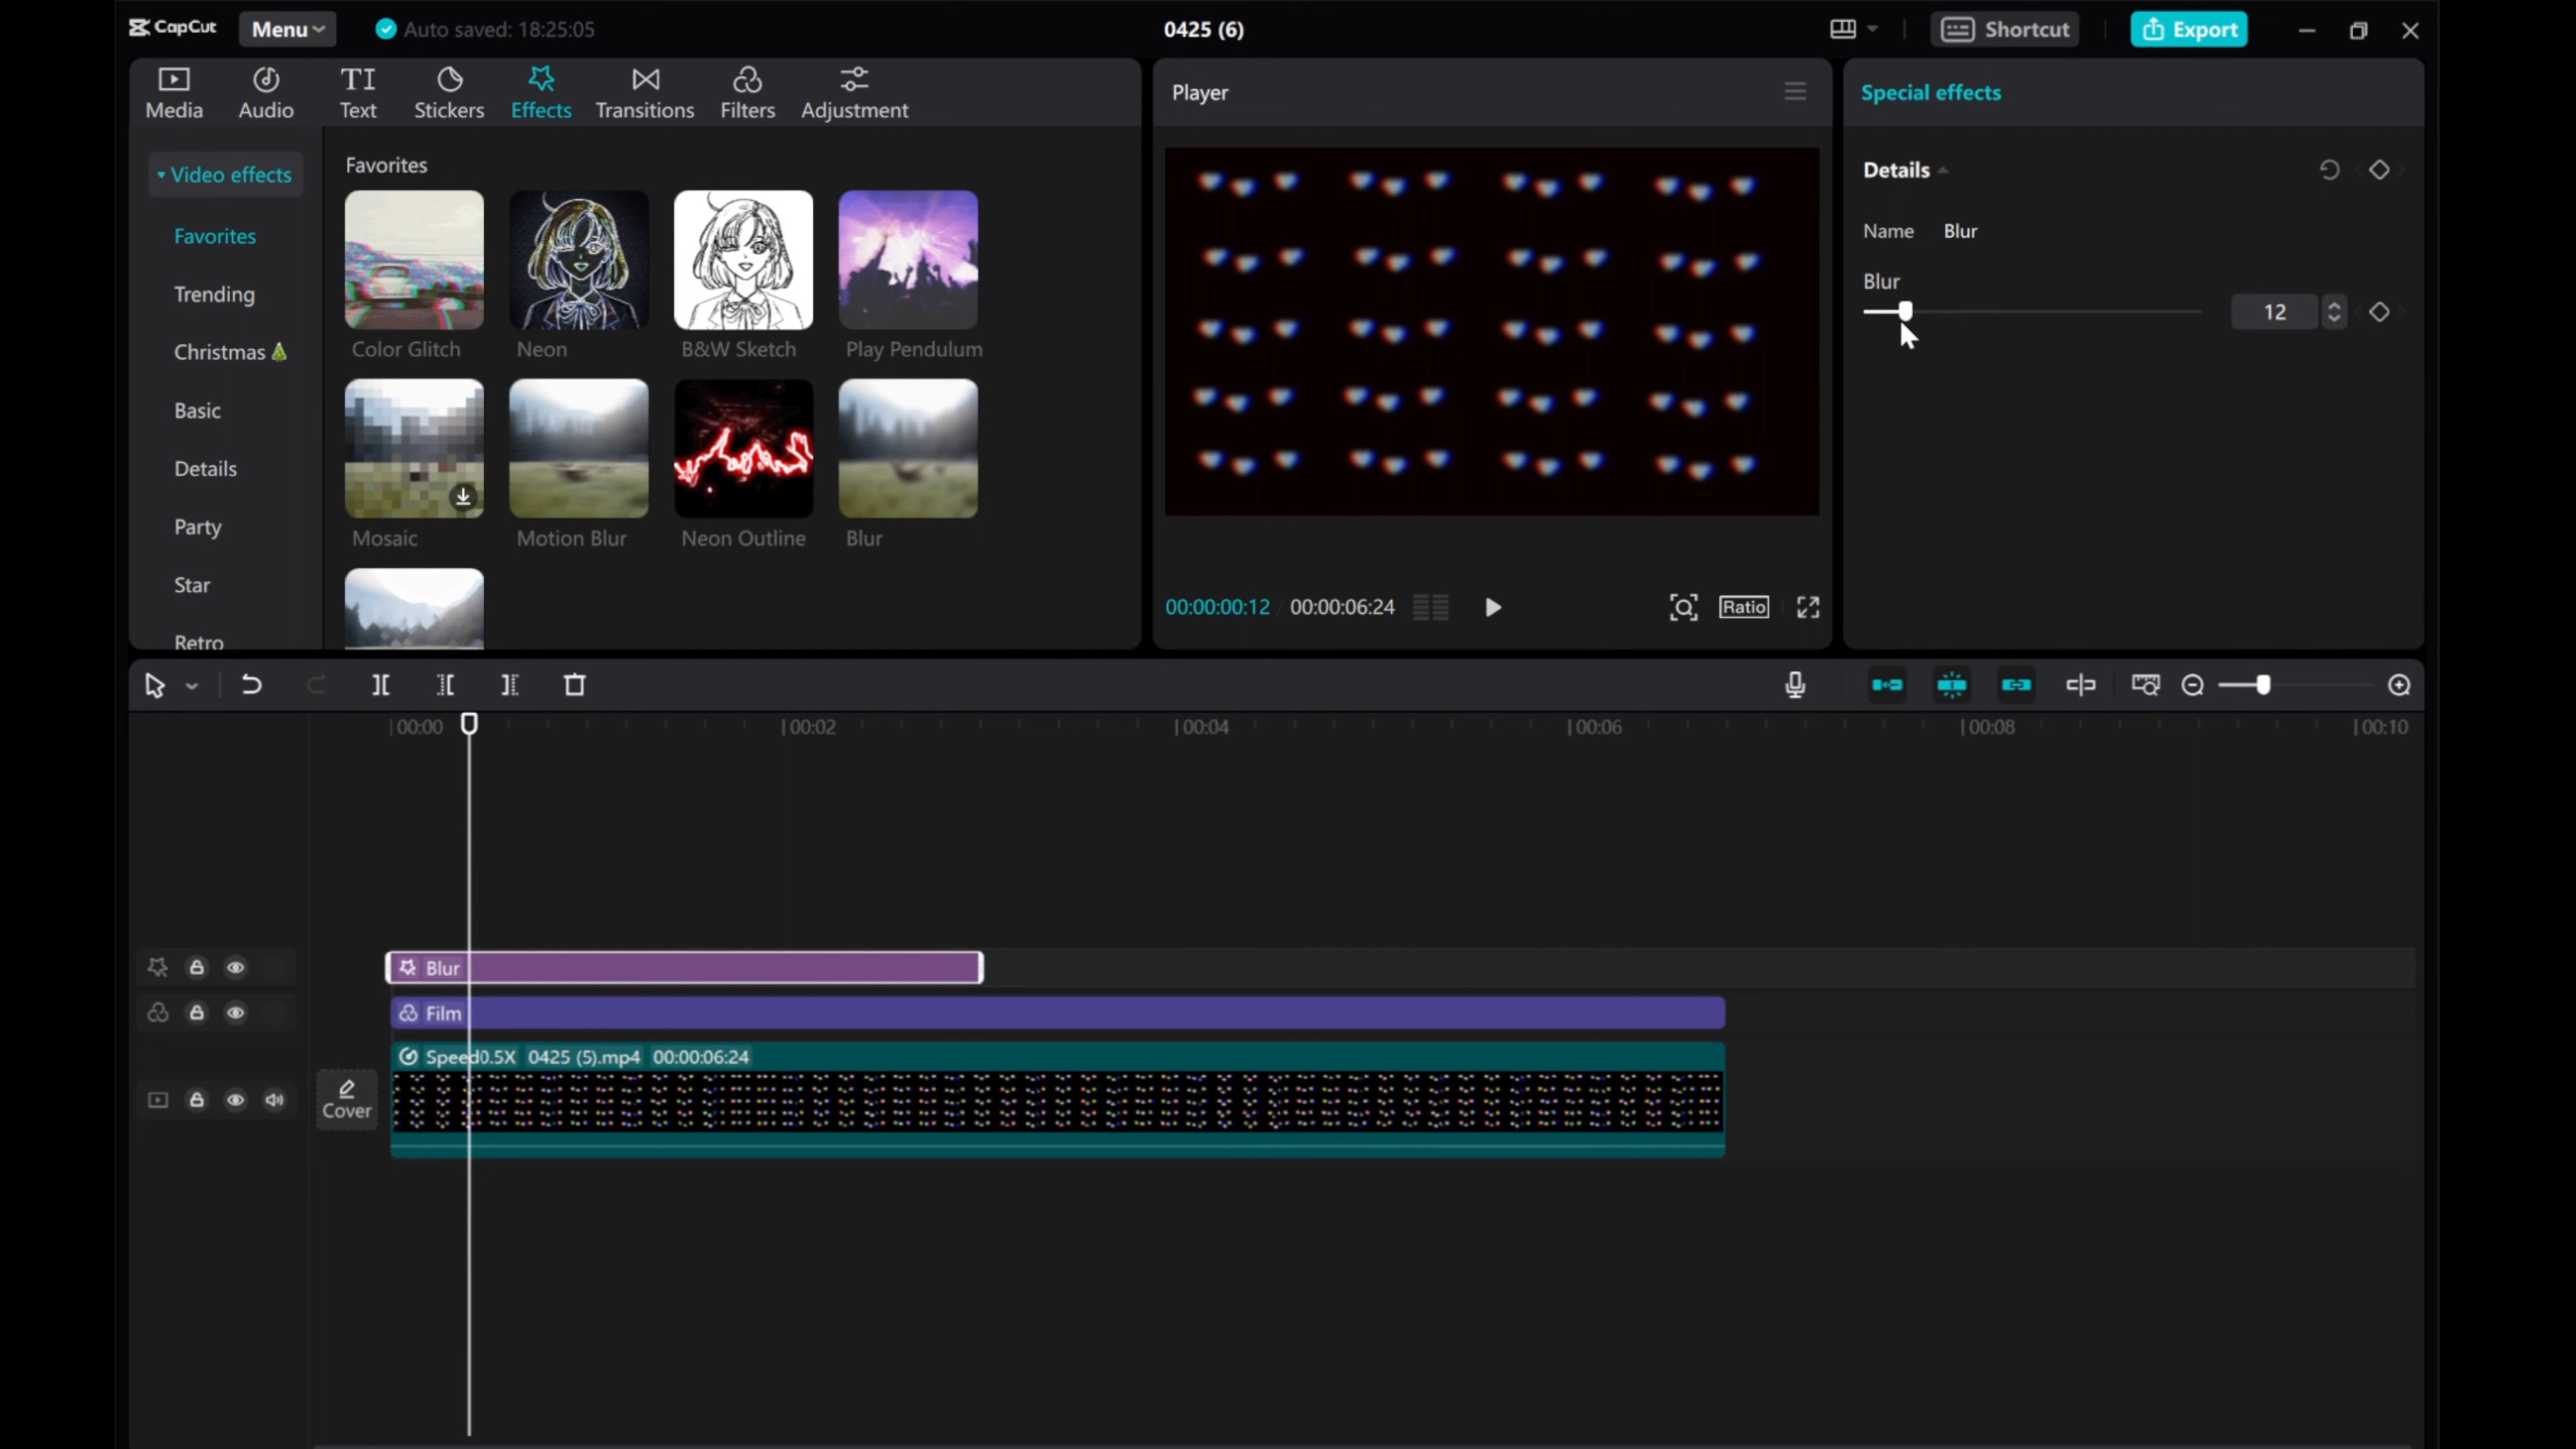 CapCut Menu Auto saved: 18:25:05 0425 (6) Shortcut Export
Media Audio Text Stickers Effects Transitions Filters Adjustment
Video effects
Favorites
Trending
Christmas🎄
Basic
Details
Party
Star
Retro
Favorites
Color Glitch Neon B&W Sketch Play Pendulum
Mosaic Motion Blur Neon Outline Blur
Player
00:00:00:12 00:00:06:24 Ratio
Special effects
Details
Name Blur
Blur
12
00:00 00:02 00:04 00:06 00:08 00:10
Blur
Film
Speed0.5X 0425 (5).mp4 00:00:06:24
Cover